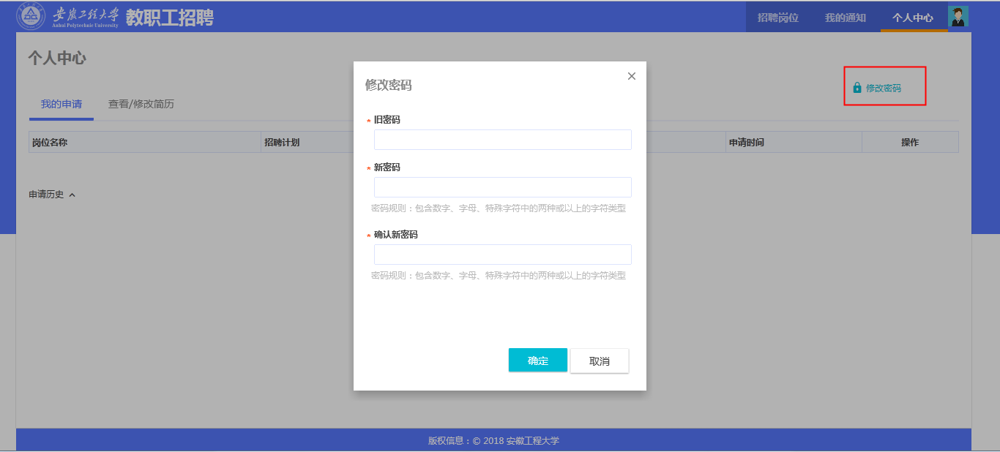 安徽工程大学
Anhui Polytechnic University
教职工招聘
招聘岗位 我的通知 个人中心
个人中心
修改密码
我的申请 查看/修改简历
岗位名称 招聘计划 申请时间 操作
申请历史
修改密码
* 旧密码
* 新密码
密码规则：包含数字、字母、特殊字符中的两种或以上的字符类型
* 确认新密码
密码规则：包含数字、字母、特殊字符中的两种或以上的字符类型
确定 取消
版权信息：© 2018 安徽工程大学